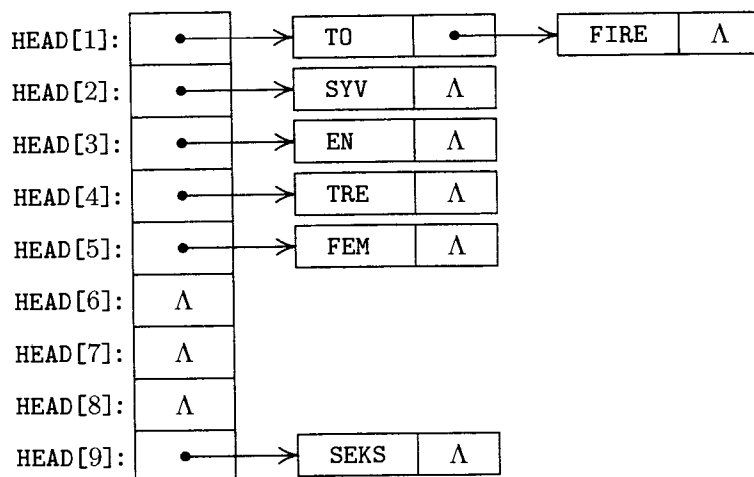 HEAD[1]: TO FIRE Λ
HEAD[2]: SYV Λ
HEAD[3]: EN Λ
HEAD[4]: TRE Λ
HEAD[5]: FEM Λ
HEAD[6]: Λ
HEAD[7]: Λ
HEAD[8]: Λ
HEAD[9]: SEKS Λ